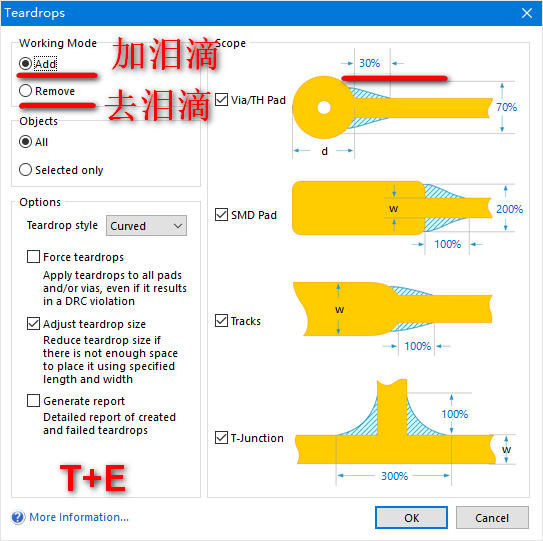 Teardrops
Working Mode
Add
加泪滴
Remove
去泪滴
Objects
All
Selected only
Options
Teardrop style
Curved
Force teardrops
Apply teardrops to all pads
and/or vias, even if it results
in a DRC violation
Adjust teardrop size
Reduce teardrop size if
there is not enough space
to place it using specified
length and width
Generate report
Detailed report of created
and failed teardrops
T+E
Scope
Via/TH Pad
30%
70%
d
SMD Pad
w
200%
100%
Tracks
w
100%
T-Junction
100%
w
300%
More Information...
OK
Cancel